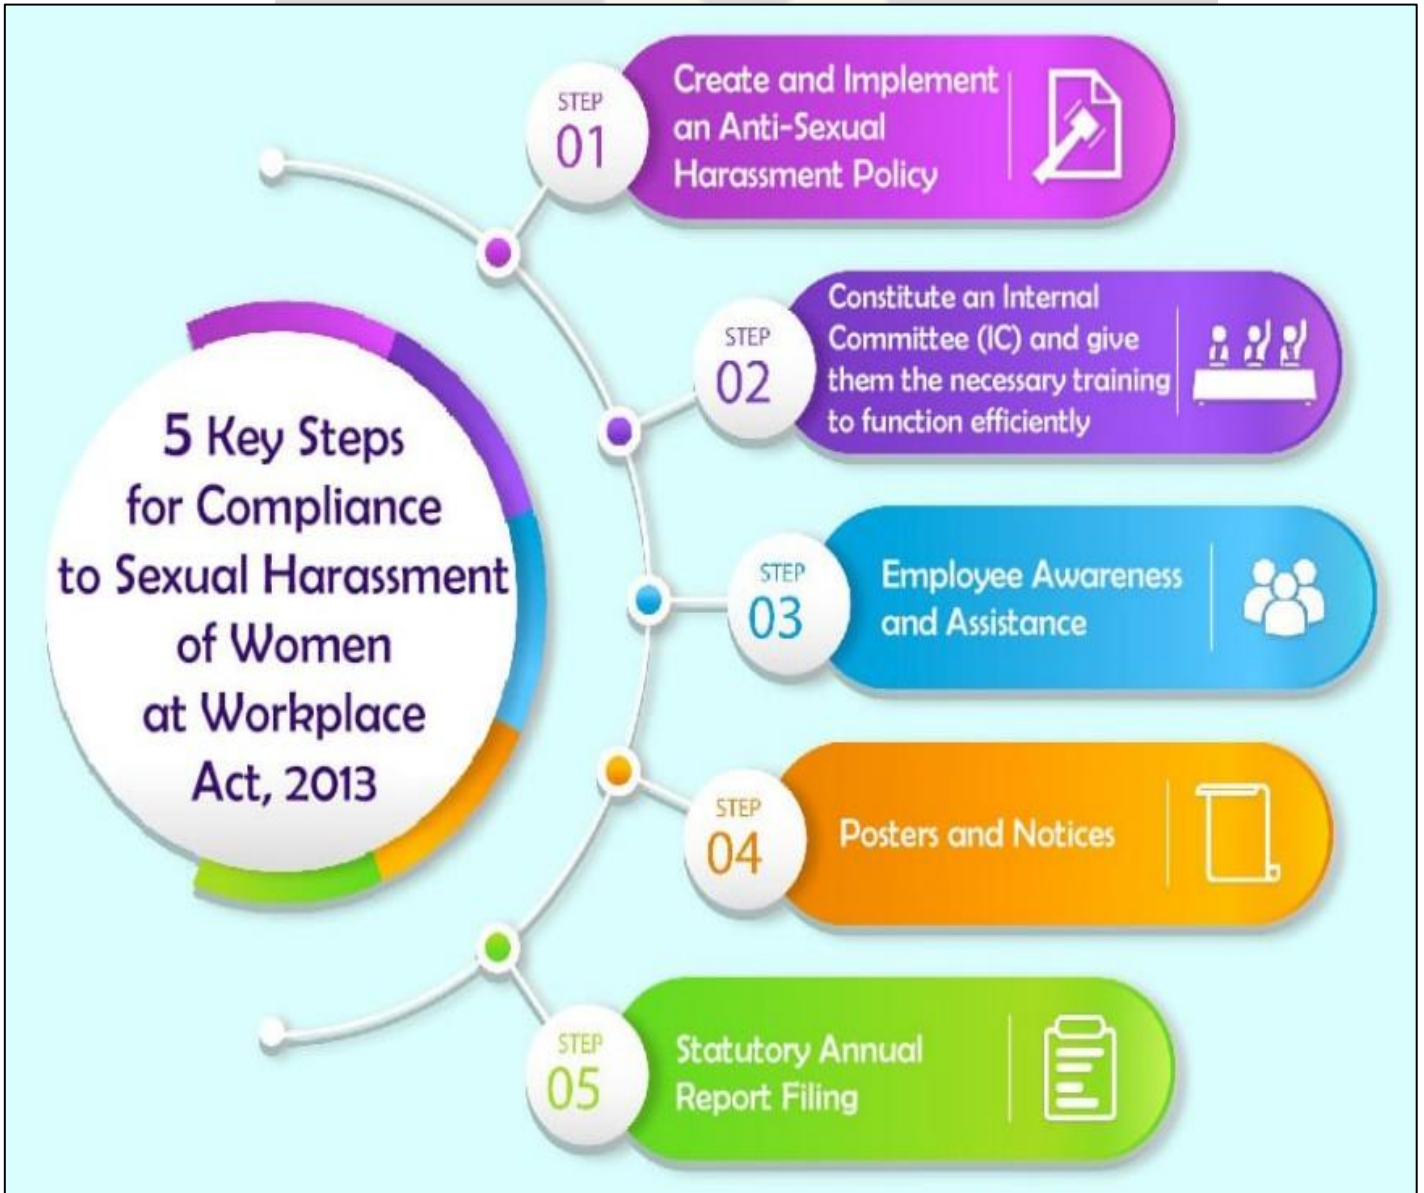 5 Key Steps
for Compliance
to Sexual Harassment
of Women
at Workplace
Act, 2013
STEP
01
Create and Implement
an Anti-Sexual
Harassment Policy
STEP
02
Constitute an Internal
Committee (IC) and give
them the necessary training
to function efficiently
STEP
03
Employee Awareness
and Assistance
STEP
04
Posters and Notices
STEP
05
Statutory Annual
Report Filing